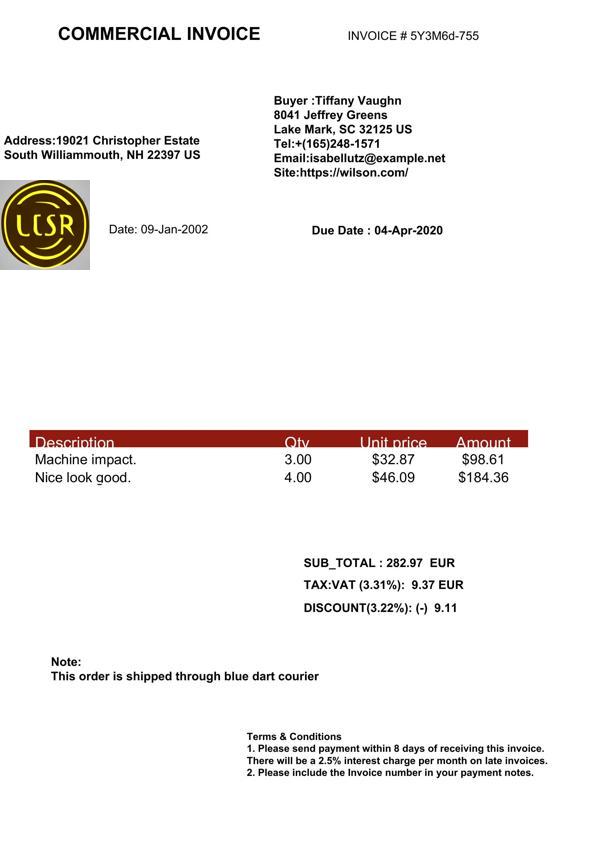 COMMERCIAL INVOICE
INVOICE # 5Y3M6d-755
Buyer :Tiffany Vaughn
8041 Jeffrey Greens
Lake Mark, SC 32125 US
Tel:+(165)248-1571
Email:isabellutz@example.net
Site:https://wilson.com/
Address:19021 Christopher Estate
South Williammouth, NH 22397 US
LCSR
Date: 09-Jan-2002
Due Date : 04-Apr-2020
Description Qty Unit price Amount
Machine impact. 3.00 $32.87 $98.61
Nice look good. 4.00 $46.09 $184.36
SUB_TOTAL : 282.97 EUR
TAX:VAT (3.31%): 9.37 EUR
DISCOUNT(3.22%): (-) 9.11
Note:
This order is shipped through blue dart courier
Terms & Conditions
1. Please send payment within 8 days of receiving this invoice.
There will be a 2.5% interest charge per month on late invoices.
2. Please include the Invoice number in your payment notes.